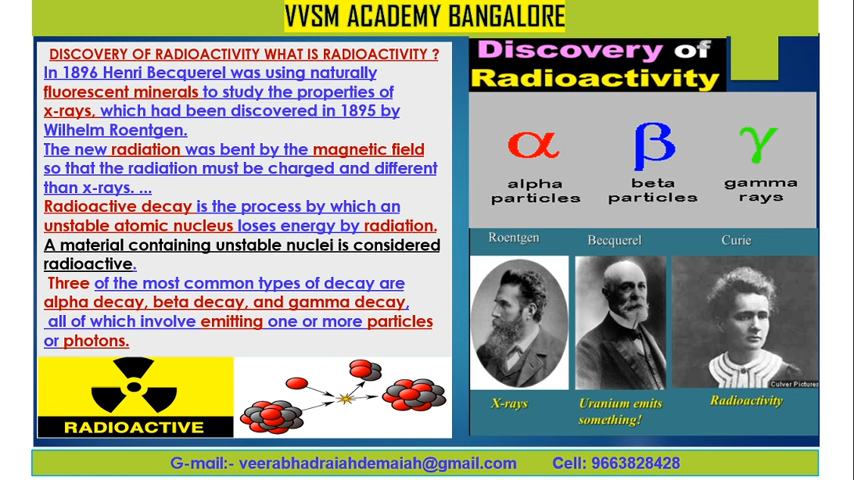 VVSM ACADEMY BANGALORE
DISCOVERY OF RADIOACTIVITY WHAT IS RADIOACTIVITY ?
In 1896 Henri Becquerel was using naturally
fluorescent minerals to study the properties of
x-rays, which had been discovered in 1895 by
Wilhelm Roentgen.
The new radiation was bent by the magnetic field
so that the radiation must be charged and different
than x-rays. ...
Radioactive decay is the process by which an
unstable atomic nucleus loses energy by radiation.
A material containing unstable nuclei is considered
radioactive.
Three of the most common types of decay are
alpha decay, beta decay, and gamma decay,
all of which involve emitting one or more particles
or photons.
RADIOACTIVE
Discovery of
Radioactivity
α β γ
alpha beta gamma
particles particles rays
Roentgen Becquerel Curie
Culver Pictures
X-rays Uranium emits Radioactivity
something!
G-mail:- veerabhadraiahdemaiah@gmail.com Cell: 9663828428